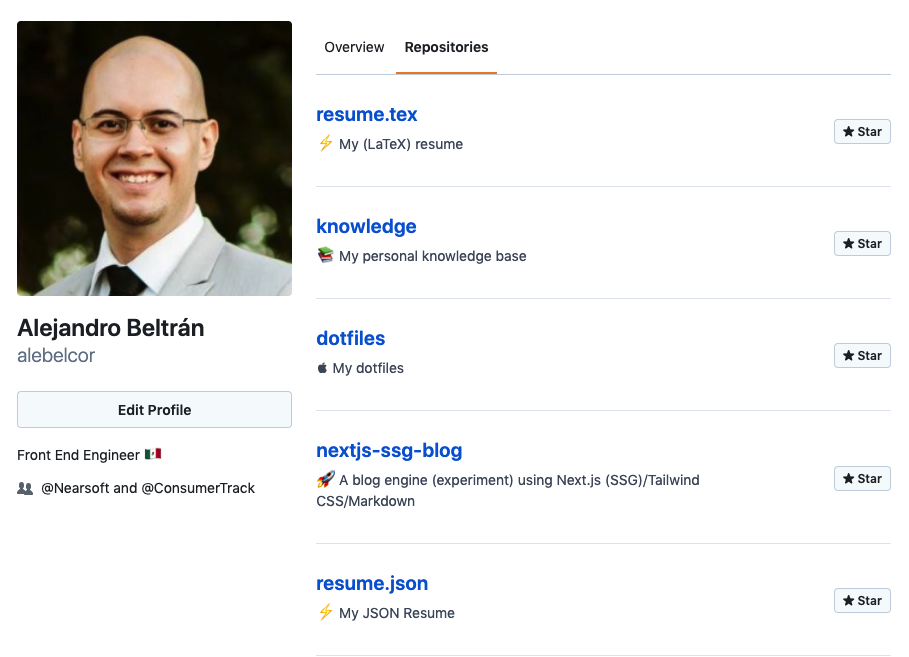 Overview Repositories
resume.tex
⚡ My (LaTeX) resume
Star
knowledge
📚 My personal knowledge base
Star
dotfiles
 My dotfiles
Star
nextjs-ssg-blog
🚀 A blog engine (experiment) using Next.js (SSG)/Tailwind
CSS/Markdown
Star
resume.json
⚡ My JSON Resume
Star
Alejandro Beltrán
alebelcor
Edit Profile
Front End Engineer 🇲🇽
@Nearsoft and @ConsumerTrack